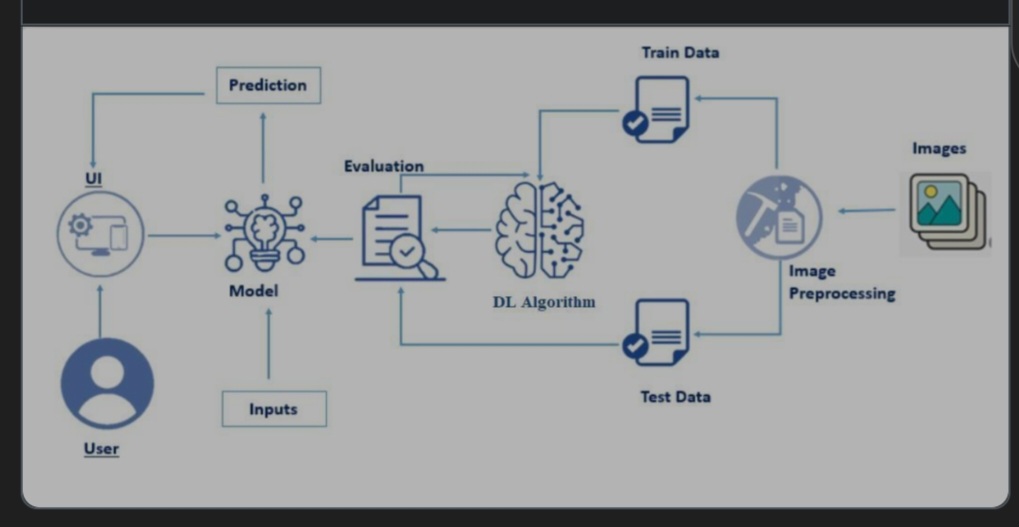 Train Data
Prediction
Images
Evaluation
UI
Image
Preprocessing
Model
DL Algorithm
Test Data
Inputs
User